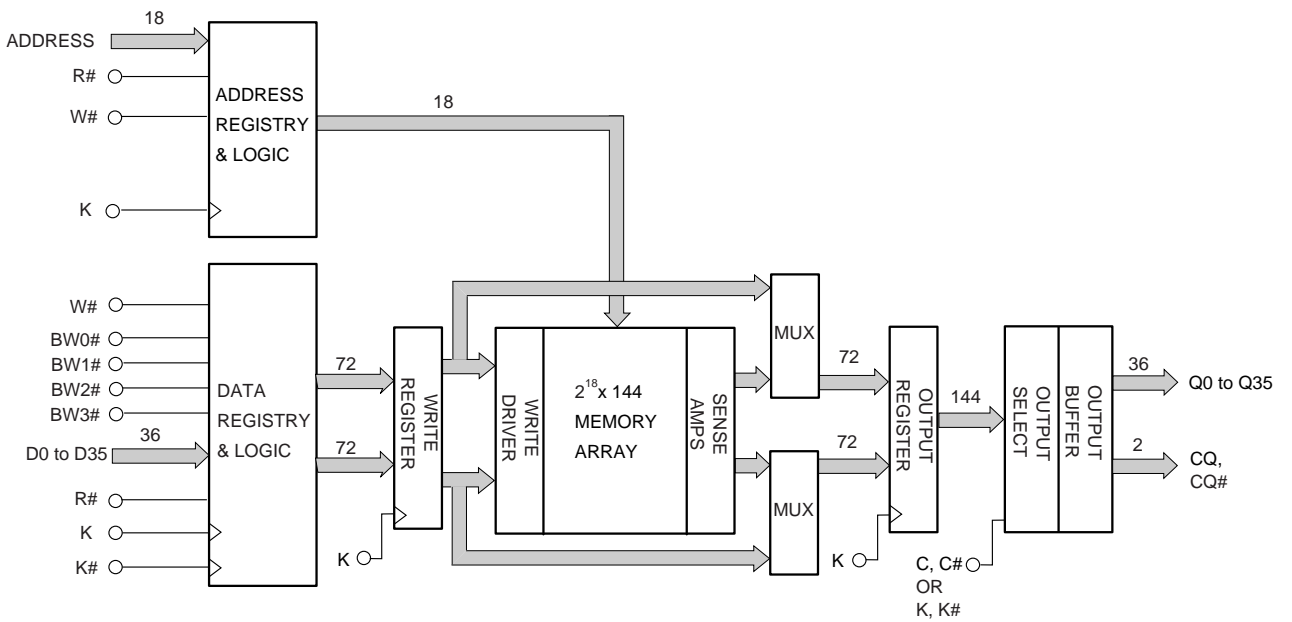 18
ADDRESS
R#
W#
K
ADDRESS
REGISTRY
& LOGIC
18
W#
BW0#
BW1#
BW2#
BW3#
36
D0 to D35
R#
K
K#
DATA
REGISTRY
& LOGIC
72
72
WRITE
REGISTER
K
WRITE
DRIVER
2^18 x 144
MEMORY
ARRAY
SENSE
AMPS
MUX
MUX
72
72
OUTPUT
REGISTER
K
144
OUTPUT
SELECT
OUTPUT
BUFFER
C, C#
OR
K, K#
36
Q0 to Q35
2
CQ,
CQ#